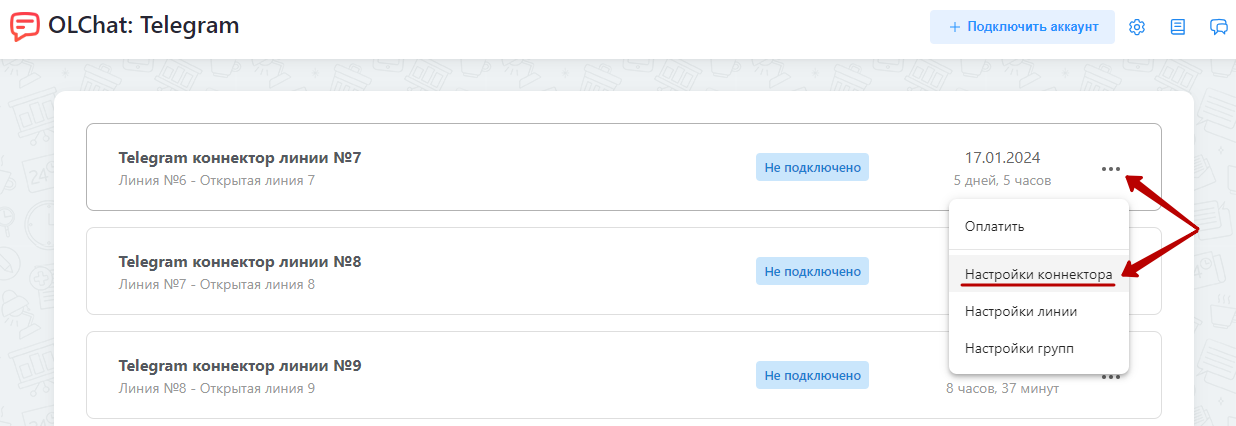 OLChat: Telegram
+ Подключить аккаунт
Telegram коннектор линии №7
Линия №6 - Открытая линия 7
Не подключено
17.01.2024
5 дней, 5 часов
Оплатить
Настройки коннектора
Настройки линии
Настройки групп
Telegram коннектор линии №8
Линия №7 - Открытая линия 8
Не подключено
Telegram коннектор линии №9
Линия №8 - Открытая линия 9
Не подключено
8 часов, 37 минут